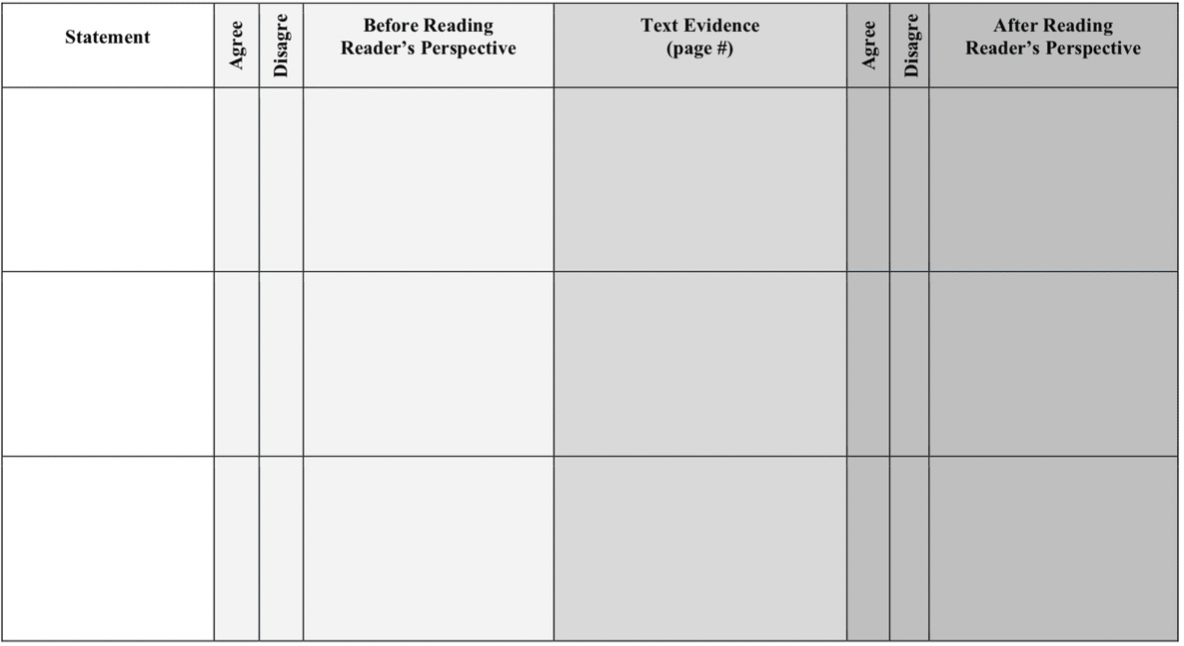 Statement
Agree
Disagre
Before Reading
Reader's Perspective
Text Evidence
(page #)
Agree
Disagre
After Reading
Reader's Perspective